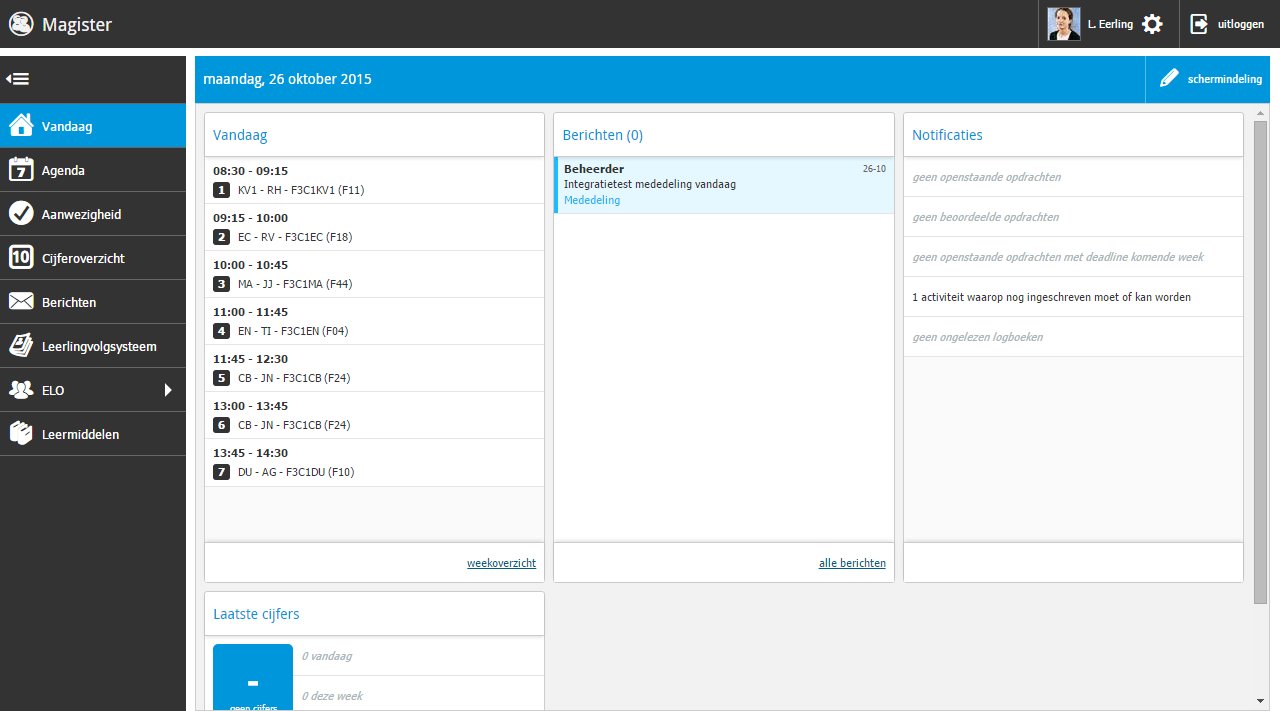 Magister
L. Eerling
uitloggen
maandag, 26 oktober 2015
schermindeling
Vandaag
7 Agenda
Aanwezigheid
10 Cijferoverzicht
Berichten
Leerlingvolgsysteem
ELO
Leermiddelen
Vandaag
08:30 - 09:15
1 KV1 - RH - F3C1KV1 (F11)
09:15 - 10:00
2 EC - RV - F3C1EC (F18)
10:00 - 10:45
3 MA - JJ - F3C1MA (F44)
11:00 - 11:45
4 EN - TI - F3C1EN (F04)
11:45 - 12:30
5 CB - JN - F3C1CB (F24)
13:00 - 13:45
6 CB - JN - F3C1CB (F24)
13:45 - 14:30
7 DU - AG - F3C1DU (F10)
weekoverzicht
Berichten (0)
Beheerder 26-10
Integratietest mededeling vandaag
Mededeling
alle berichten
Notificaties
geen openstaande opdrachten
geen beoordeelde opdrachten
geen openstaande opdrachten met deadline komende week
1 activiteit waarop nog ingeschreven moet of kan worden
geen ongelezen logboeken
Laatste cijfers
-
geen cijfers
0 vandaag
0 deze week